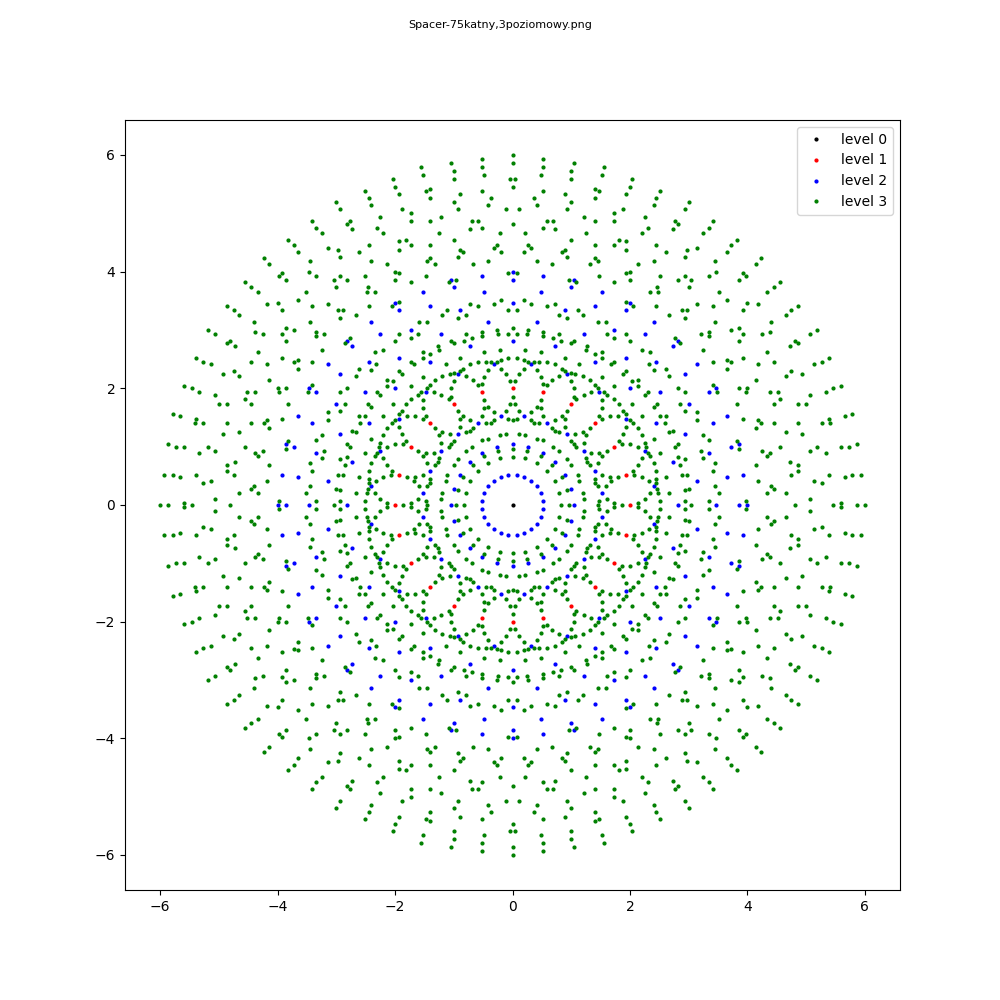 Spacer-75katny,3poziomowy.png
level 0
level 1
level 2
level 3
6
4
2
0
−2
−4
−6
−6 −4 −2 0 2 4 6